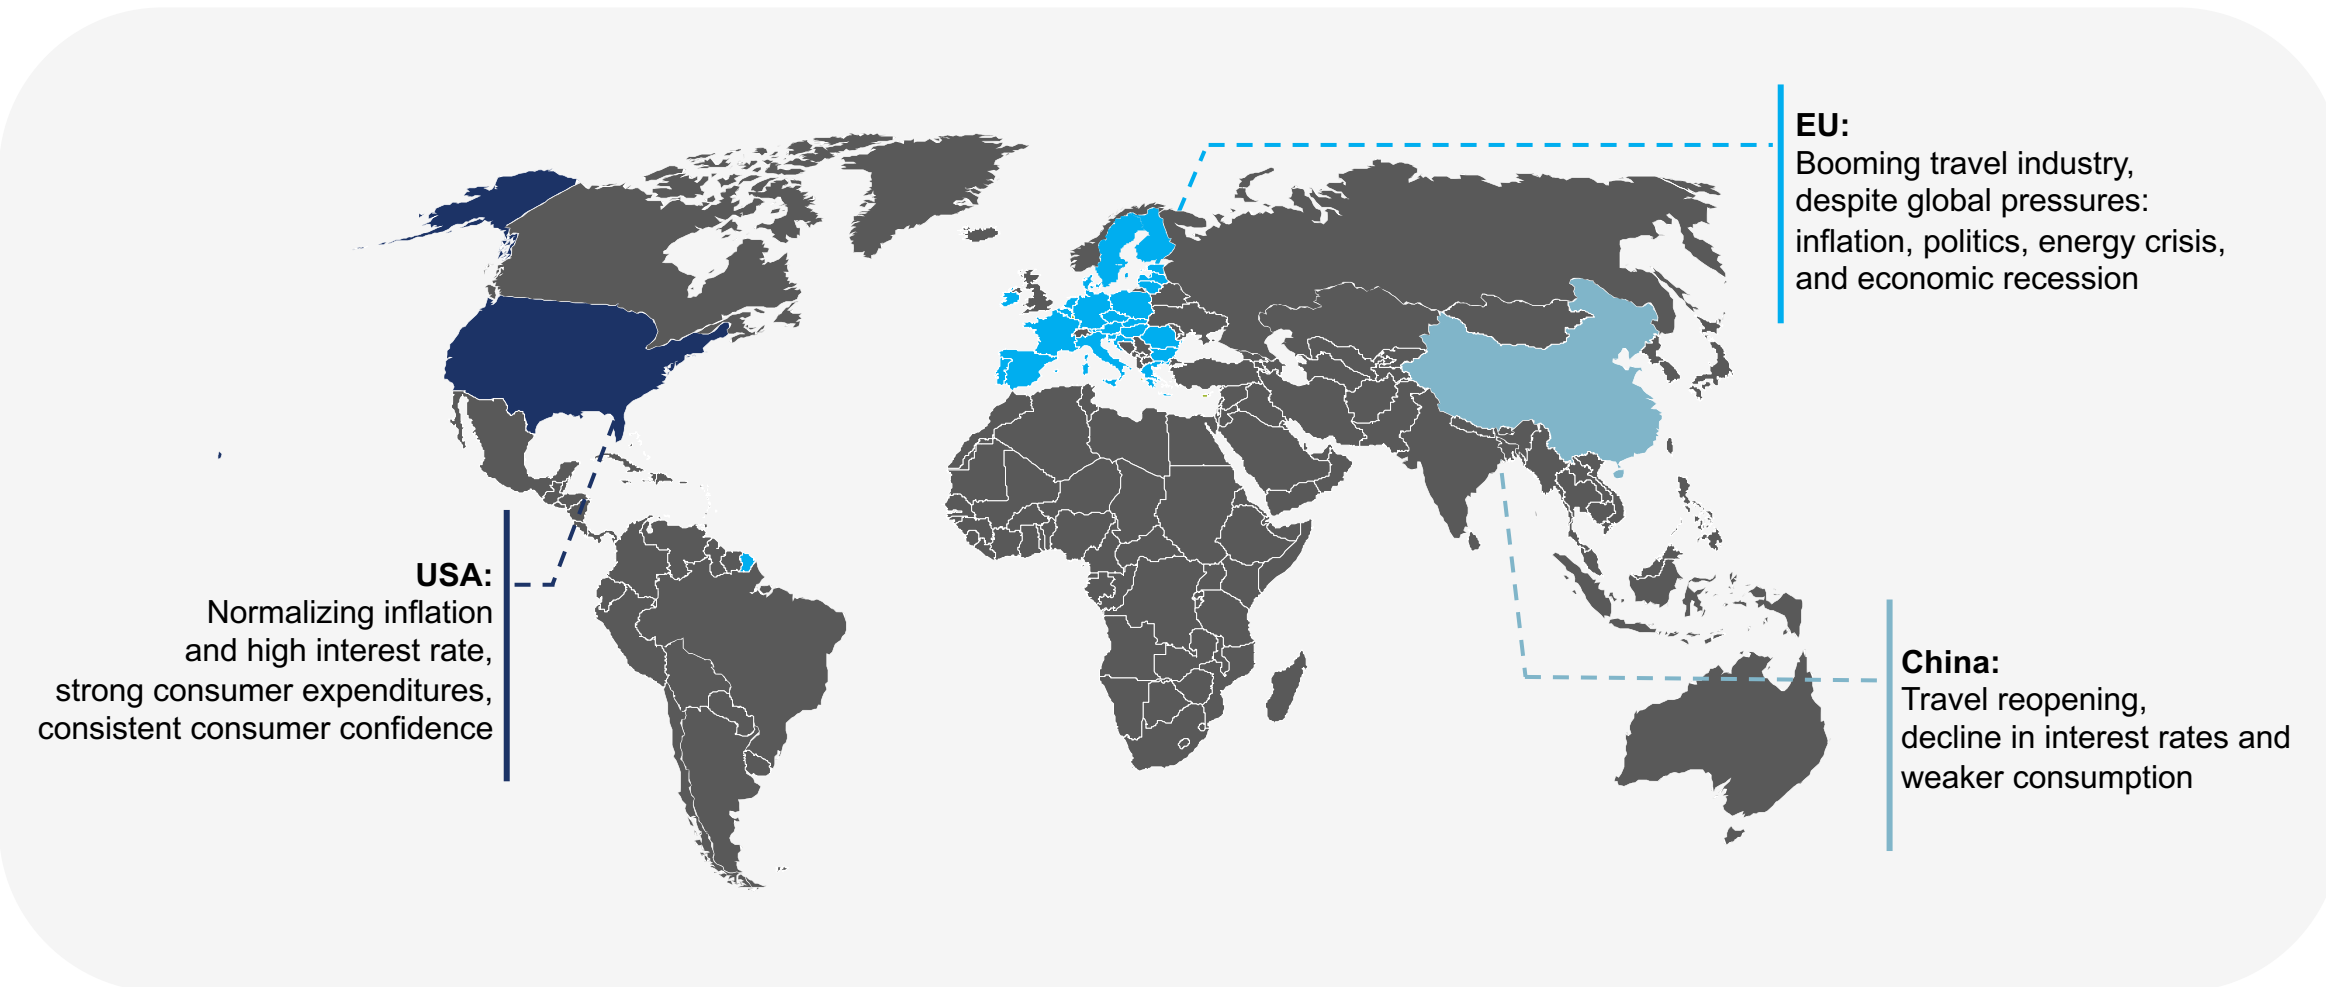 EU:
Booming travel industry,
despite global pressures:
inflation, politics, energy crisis,
and economic recession
USA:
Normalizing inflation
and high interest rate,
strong consumer expenditures,
consistent consumer confidence
China:
Travel reopening,
decline in interest rates and
weaker consumption